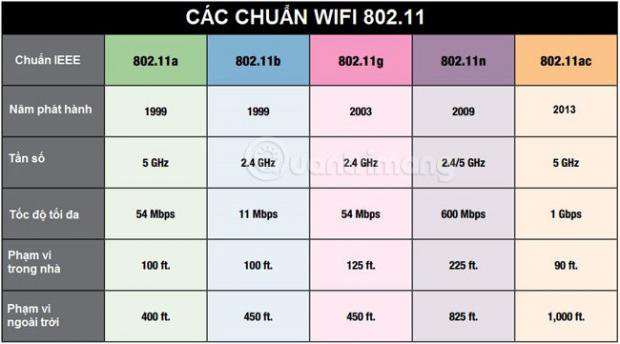 CÁC CHUẨN WIFI 802.11
Chuẩn IEEE 802.11a 802.11b 802.11g 802.11n 802.11ac
Năm phát hành 1999 1999 2003 2009 2013
Tần số 5 GHz 2.4 GHz 2.4 GHz 2.4/5 GHz 5 GHz
Quantrimang
Tốc độ tối đa 54 Mbps 11 Mbps 54 Mbps 600 Mbps 1 Gbps
Phạm vi
trong nhà 100 ft. 100 ft. 125 ft. 225 ft. 90 ft.
Phạm vi
ngoài trời 400 ft. 450 ft. 450 ft. 825 ft. 1,000 ft.